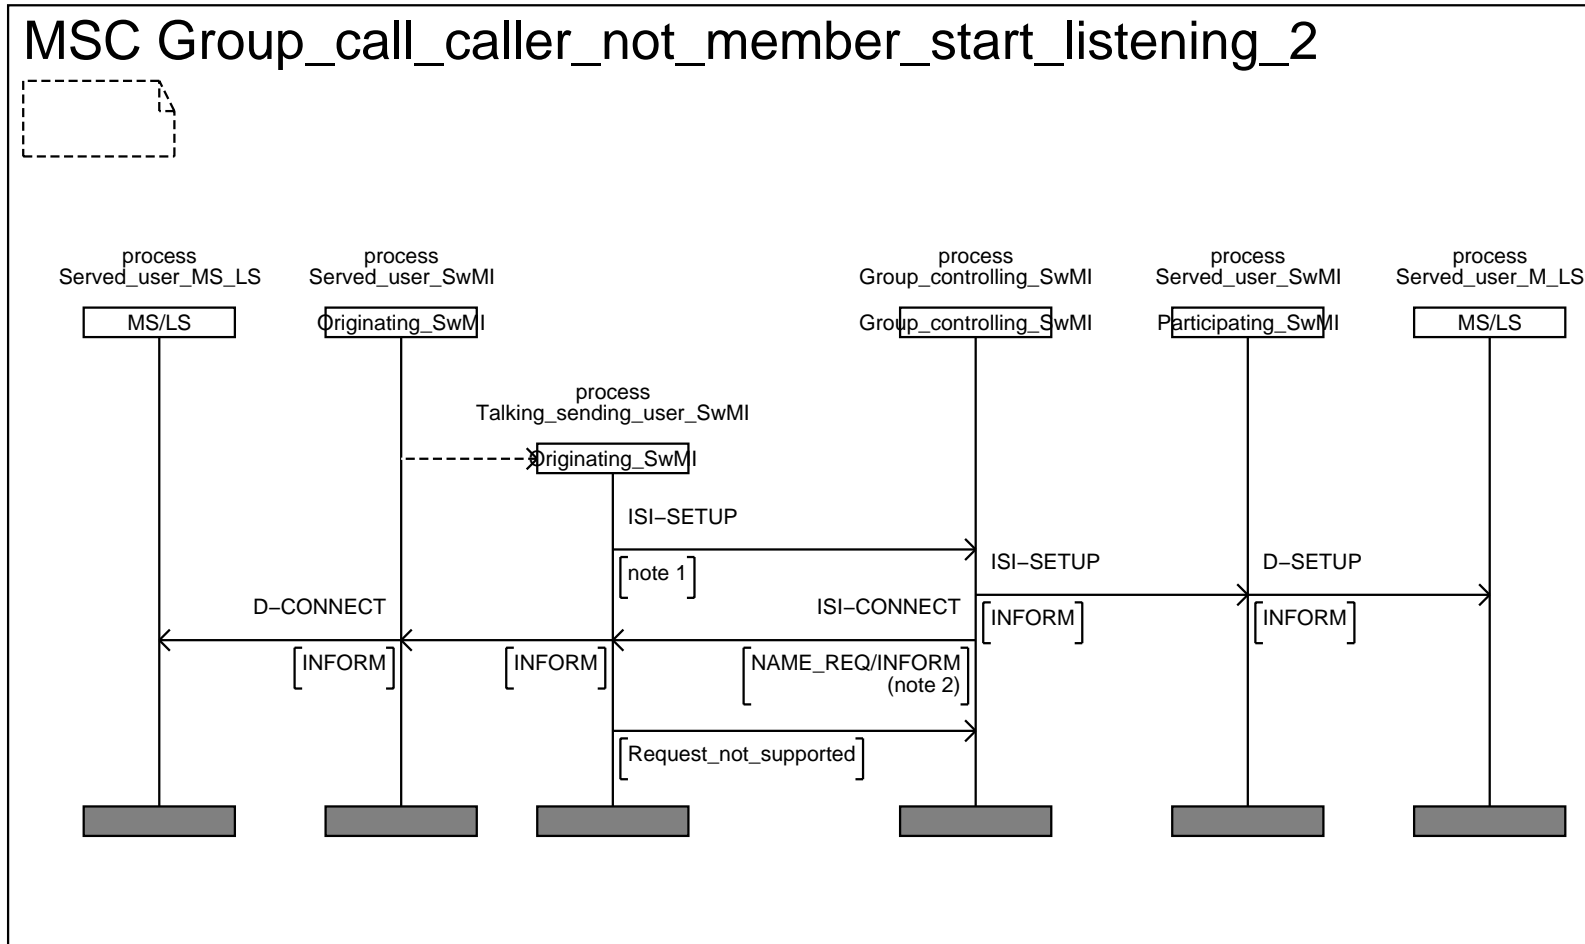 MSC Group_call_caller_not_member_start_listening_2
process
Served_user_MS_LS
MS/LS
process
Served_user_SwMI
Originating_SwMI
process
Group_controlling_SwMI
Group_controlling_SwMI
process
Served_user_SwMI
Participating_SwMI
process
Served_user_M_LS
MS/LS
process
Talking_sending_user_SwMI
Originating_SwMI
ISI−SETUP
note 1
ISI−SETUP
INFORM
D−SETUP
INFORM
D−CONNECT
INFORM
INFORM
ISI−CONNECT
NAME_REQ/INFORM
(note 2)
Request_not_supported